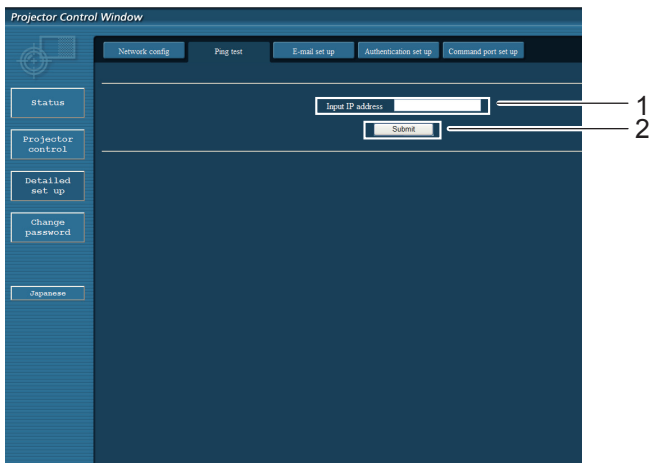 Projector Control Window
Network config
Ping test
E-mail set up
Authentication set up
Command port set up
Status
Projector
control
Detailed
set up
Change
password
Japanese
Input IP address
1
Submit
2